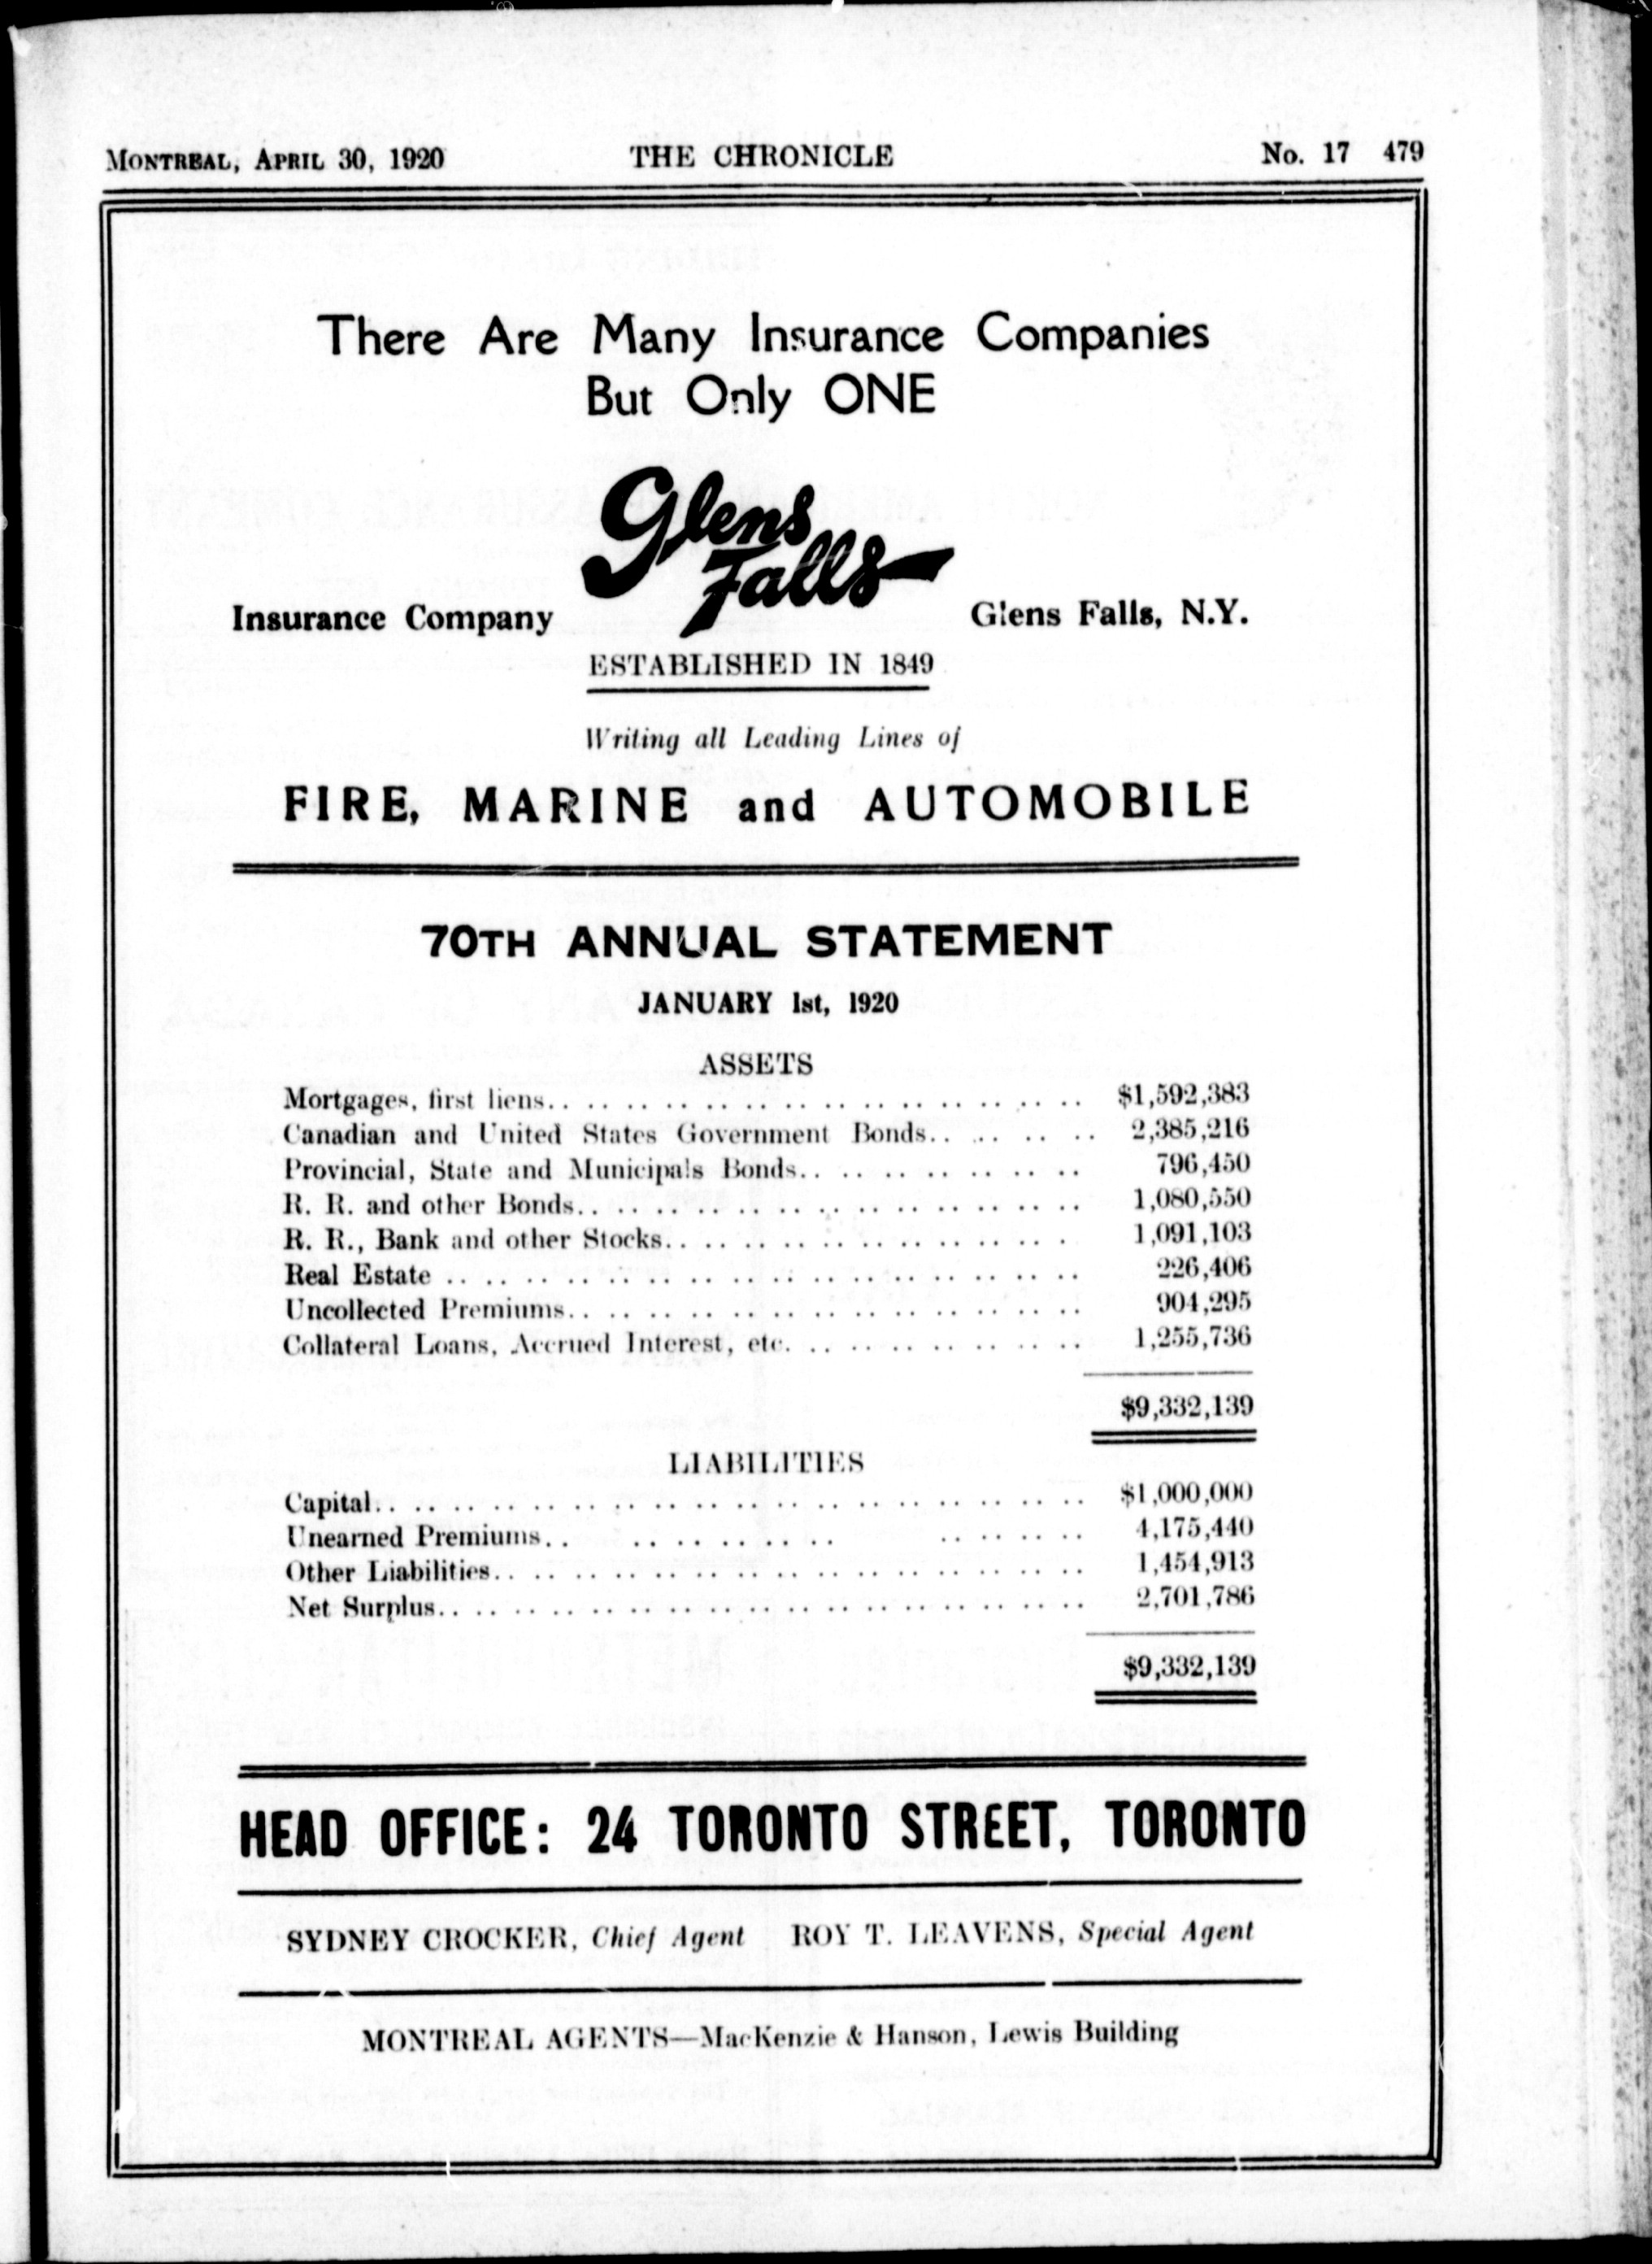 MONTREAL, APRIL 30, 1920 THE CHRONICLE No. 17 479
There Are Many Insurance Companies
But Only ONE
Glens
Falls
Insurance Company Glens Falls, N.Y.
ESTABLISHED IN 1849
Writing all Leading Lines of
FIRE, MARINE and AUTOMOBILE
70TH ANNUAL STATEMENT
JANUARY 1st, 1920
ASSETS
Mortgages, first liens.. .. .. .. .. .. .. .. .. .. .. .. .. .. $1,592,383
Canadian and United States Government Bonds.. .. .. .. .. 2,385,216
Provincial, State and Municipals Bonds.. .. .. .. .. .. .. .. 796,450
R. R. and other Bonds.. .. .. .. .. .. .. .. .. .. .. .. .. 1,080,550
R. R., Bank and other Stocks.. .. .. .. .. .. .. .. .. .. .. 1,091,103
Real Estate .. .. .. .. .. .. .. .. .. .. .. .. .. .. .. .. 226,406
Uncollected Premiums.. .. .. .. .. .. .. .. .. .. .. .. .. 904,295
Collateral Loans, Accrued Interest, etc. .. .. .. .. .. .. .. 1,255,736
$9,332,139
LIABILITIES
Capital.. .. .. .. .. .. .. .. .. .. .. .. .. .. .. .. .. .. $1,000,000
Unearned Premiums.. .. .. .. .. .. .. .. .. .. 4,175,440
Other Liabilities.. .. .. .. .. .. .. .. .. .. .. .. .. .. .. 1,454,913
Net Surplus.. .. .. .. .. .. .. .. .. .. .. .. .. .. .. .. .. 2,701,786
$9,332,139
HEAD OFFICE: 24 TORONTO STREET, TORONTO
SYDNEY CROCKER, Chief Agent ROY T. LEAVENS, Special Agent
MONTREAL AGENTS—MacKenzie & Hanson, Lewis Building